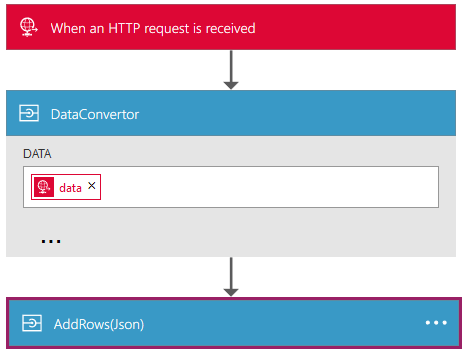 When an HTTP request is received
DataConvertor
DATA
data ×
...
AddRows(Json) ...